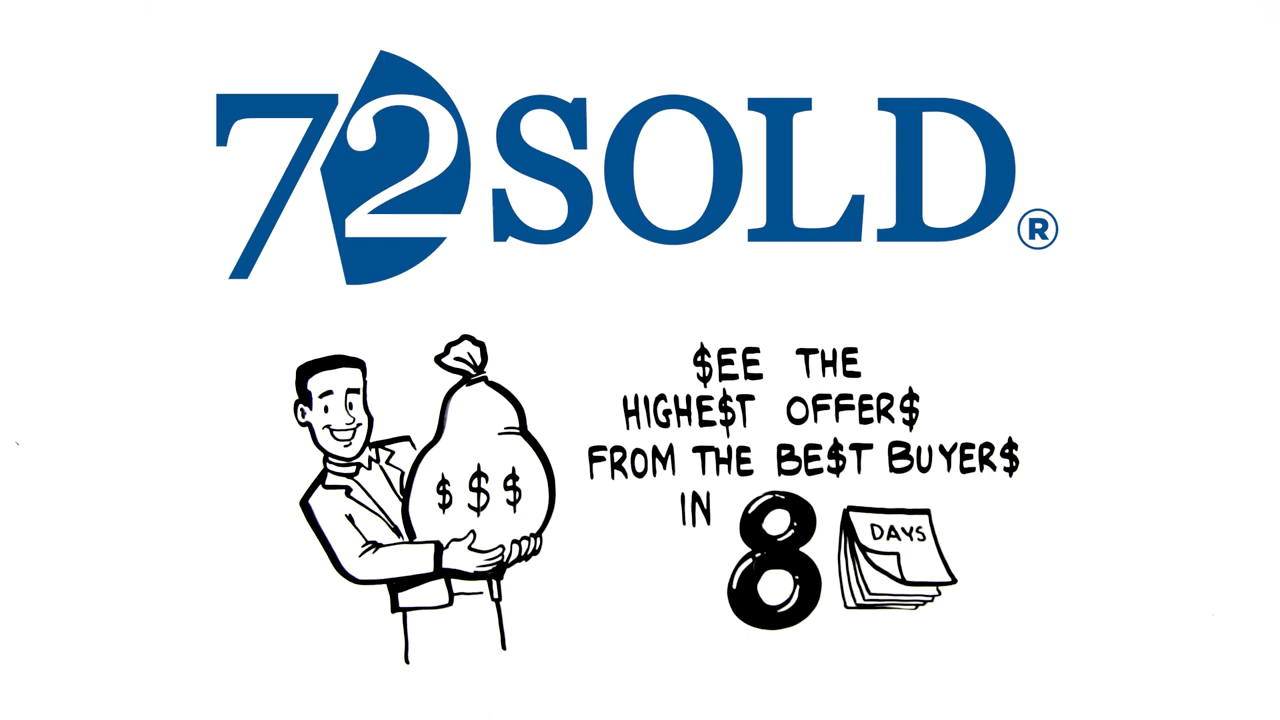 72SOLD®
$EE THE
HIGHE$T OFFER$
FROM THE BE$T BUYER$
IN 8 DAYS
$ $ $